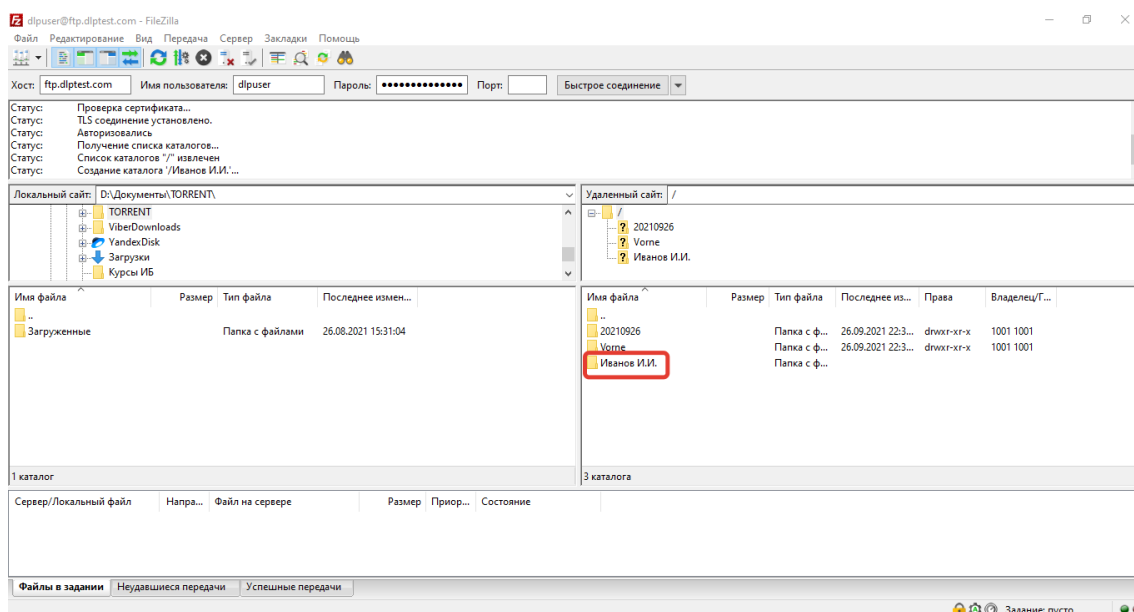 dlpuser@ftp.dlptest.com - FileZilla
Файл Редактирование Вид Передача Сервер Закладки Помощь
Хост: ftp.dlptest.com Имя пользователя: dlpuser Пароль: ●●●●●●●●●●●●●● Порт: Быстрое соединение
Статус: Проверка сертификата...
Статус: TLS соединение установлено.
Статус: Авторизовались
Статус: Получение списка каталогов...
Статус: Список каталогов "/" извлечен
Статус: Создание каталога '/Иванов И.И.'...
Локальный сайт: D:\Документы\TORRENT\
TORRENT
ViberDownloads
YandexDisk
Загрузки
Курсы ИБ
Удаленный сайт: /
/
20210926
Vorne
Иванов И.И.
Имя файла Размер Тип файла Последнее измен...
..
Загруженные Папка с файлами 26.08.2021 15:31:04
1 каталог
Имя файла Размер Тип файла Последнее из... Права Владелец/Г...
..
20210926 Папка с ф... 26.09.2021 22:3... drwxr-xr-x 1001 1001
Vorne Папка с ф... 26.09.2021 22:3... drwxr-xr-x 1001 1001
Иванов И.И. Папка с ф...
3 каталога
Сервер/Локальный файл Напра... Файл на сервере Размер Приор... Состояние
Файлы в задании Неудавшиеся передачи Успешные передачи
Задание: пусто